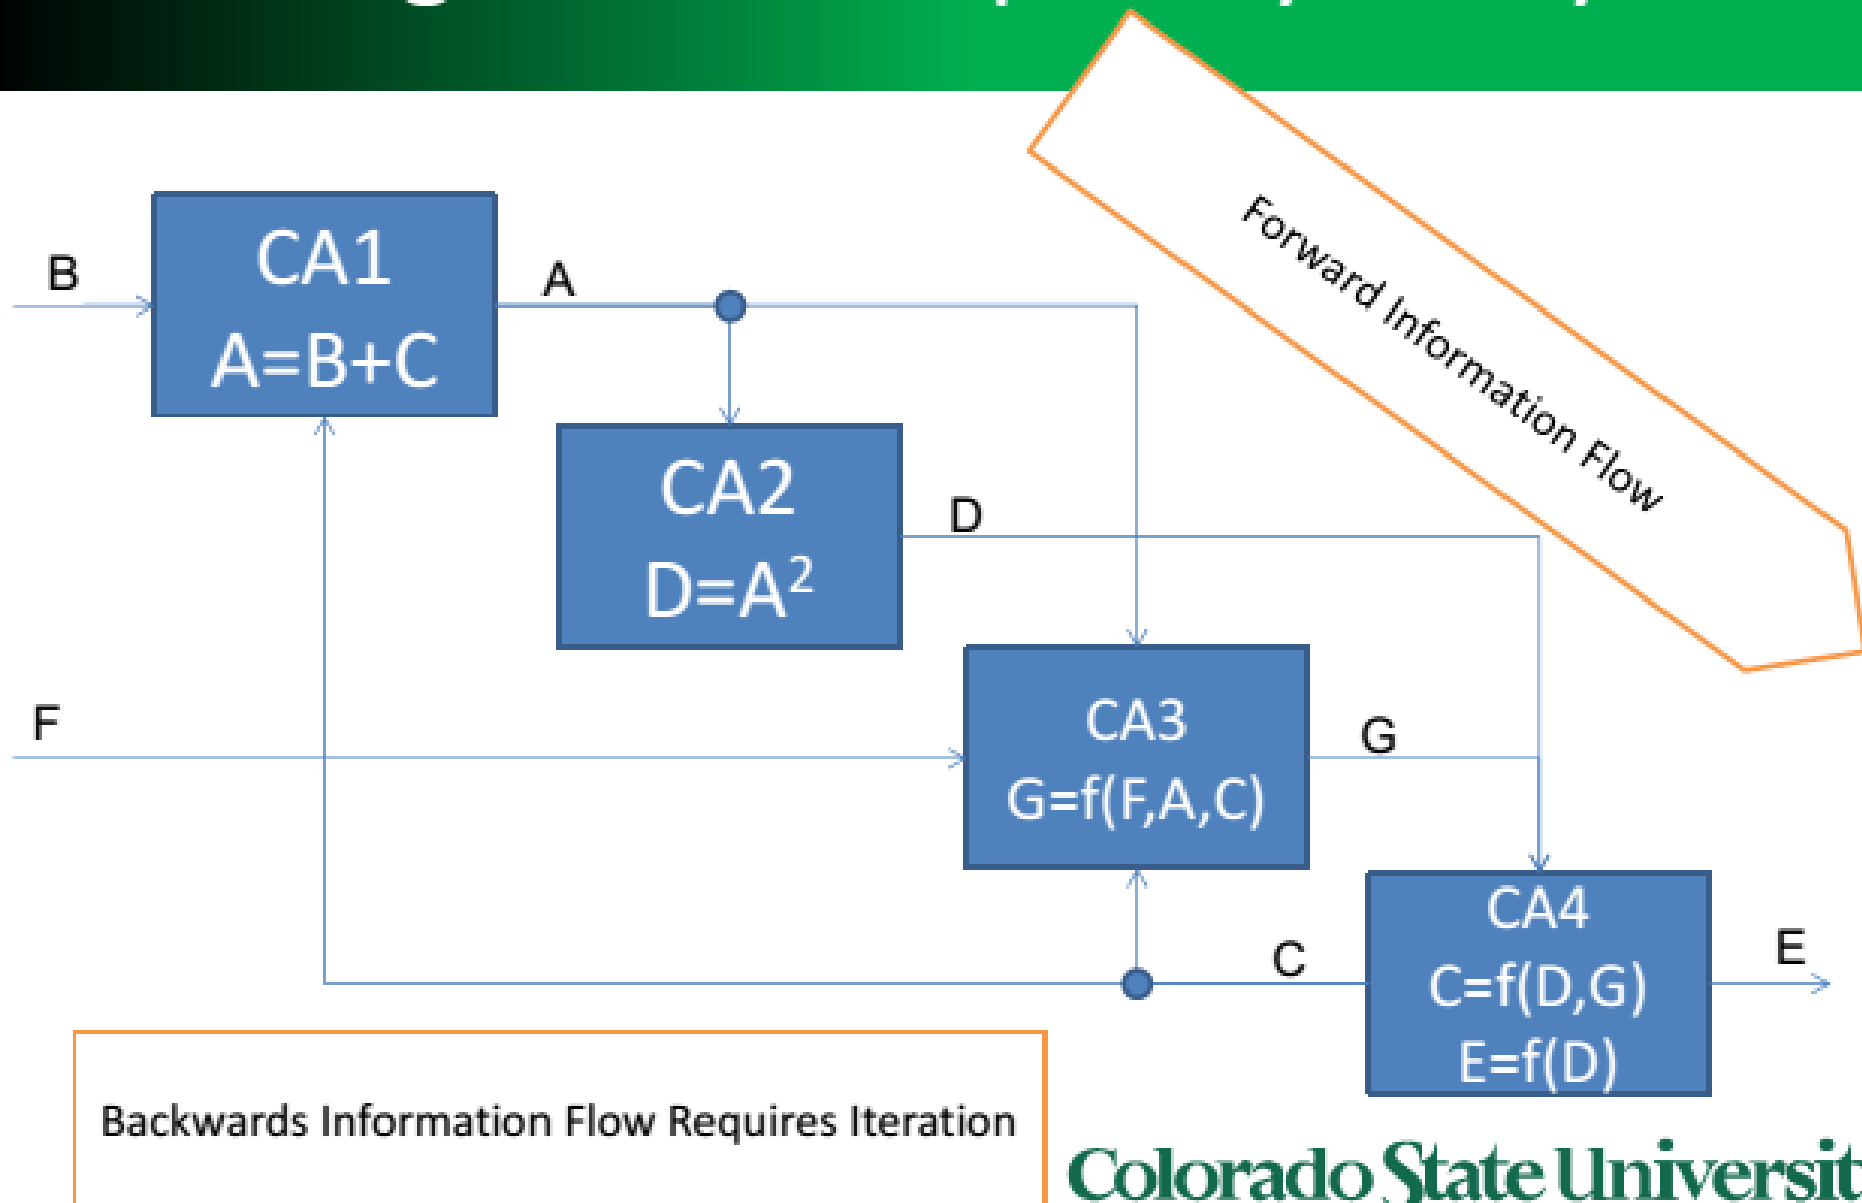 B
CA1
A=B+C
A
Forward Information Flow
CA2
D=A²
D
F
CA3
G=f(F,A,C)
G
CA4
C=f(D,G)
E=f(D)
C
E
Backwards Information Flow Requires Iteration
Colorado State Universit